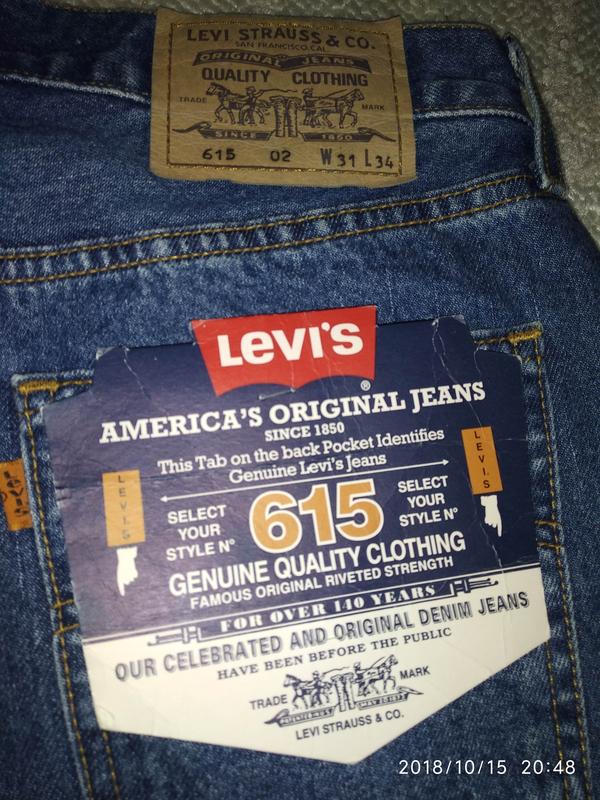 LEVI STRAUSS & CO.
SAN FRANCISCO, CAL
ORIGINAL JEANS
QUALITY CLOTHING
TRADE MARK
SINCE 1850
615 02 W31 L34
Levi's
®
AMERICA'S ORIGINAL JEANS
SINCE 1850
This Tab on the back Pocket Identifies
Genuine Levi's Jeans
LEVI'S
LEVI'S
SELECT
YOUR
STYLE Nº
615
SELECT
YOUR
STYLE Nº
GENUINE QUALITY CLOTHING
FAMOUS ORIGINAL RIVETED STRENGTH
FOR OVER 140 YEARS
OUR CELEBRATED AND ORIGINAL DENIM JEANS
HAVE BEEN BEFORE THE PUBLIC
TRADE MARK
LEVI STRAUSS & CO.
2018/10/15 20:48